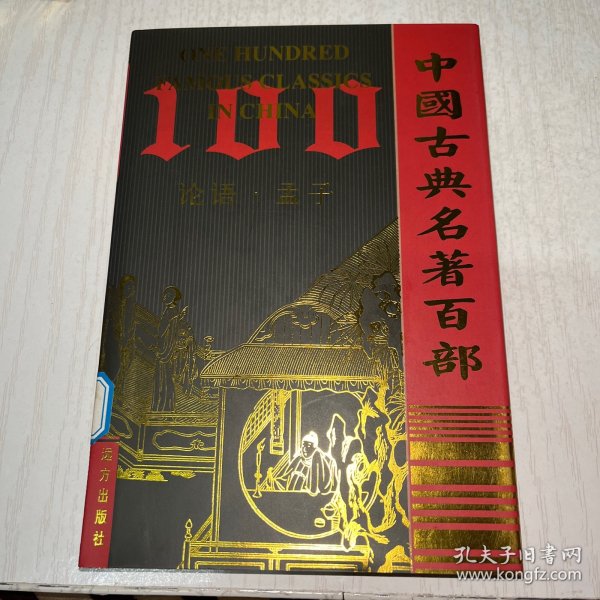 ONE HUNDRED
FAMOUS CLASSICS
IN CHINA
100
论语·孟子
中國古典名著百部
远方出版社
孔夫子旧书网
www.kongfz.com